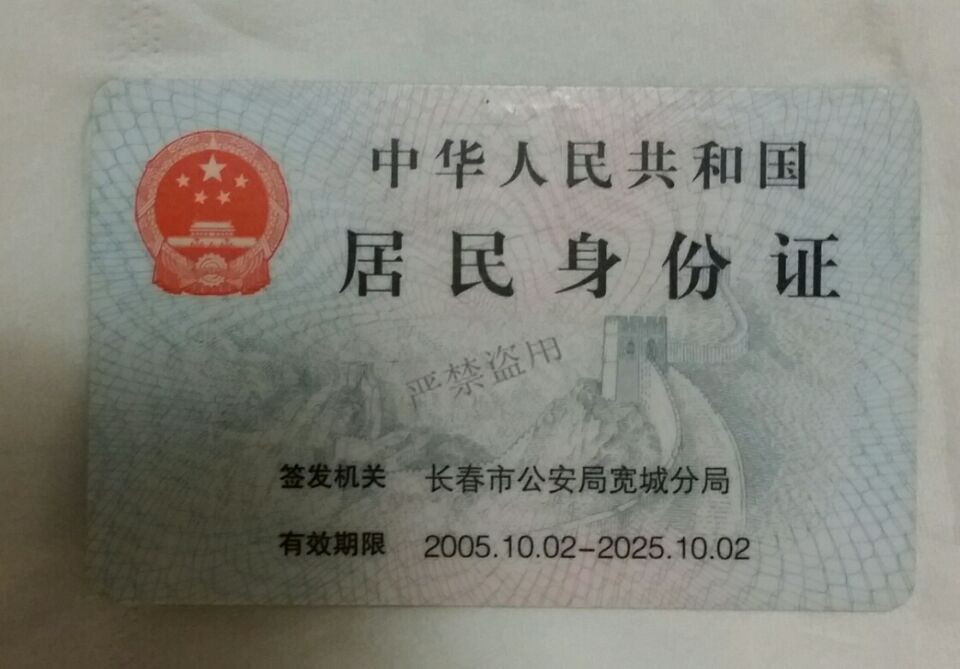 中华人民共和国
居民身份证
严禁盗用
签发机关 长春市公安局宽城分局
有效期限 2005.10.02-2025.10.02